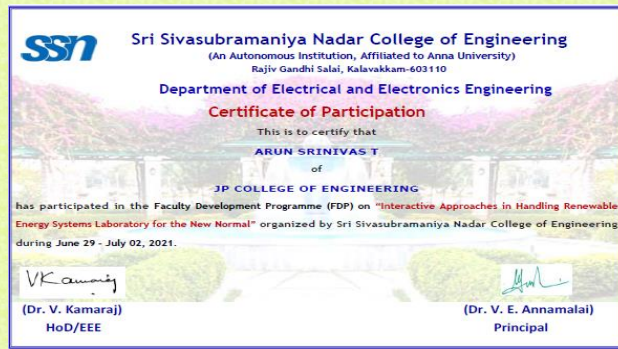 ssn
Sri Sivasubramaniya Nadar College of Engineering
(An Autonomous Institution, Affiliated to Anna University)
Rajiv Gandhi Salai, Kalavakkam-603110
Department of Electrical and Electronics Engineering
Certificate of Participation
This is to certify that
ARUN SRINIVAS T
of
JP COLLEGE OF ENGINEERING
has participated in the Faculty Development Programme (FDP) on "Interactive Approaches in Handling Renewable
Energy Systems Laboratory for the New Normal" organized by Sri Sivasubramaniya Nadar College of Engineering
during June 29 - July 02, 2021.
VKamaraj
(Dr. V. Kamaraj)
HoD/EEE
(Dr. V. E. Annamalai)
Principal